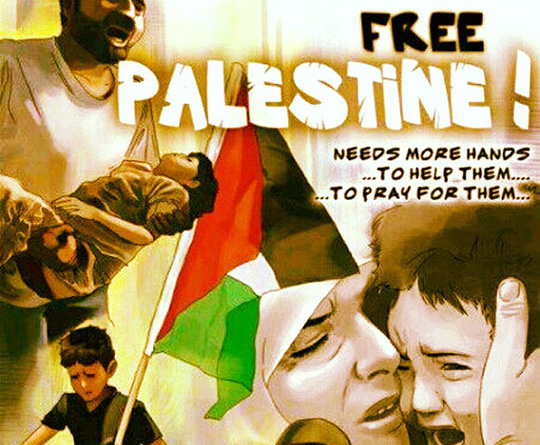 FREE
PALESTiNE!
NEEDS MORE HANDS
...TO HELP THEM....
...TO PRAY FOR THEM...